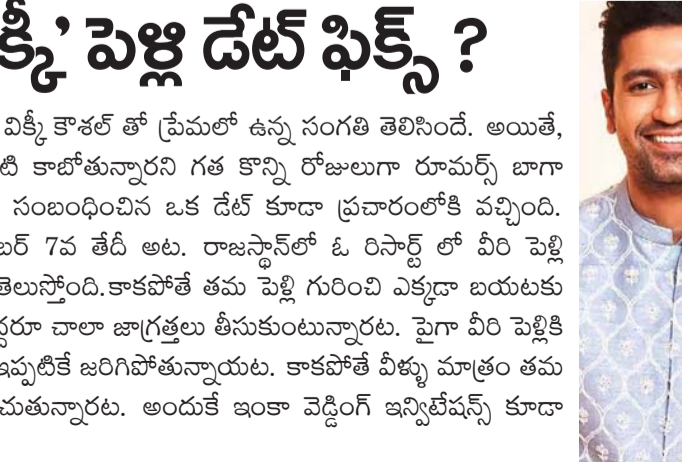 క్కీ' పెళ్లి డేట్ ఫిక్స్ ?
విక్కీ కౌశల్ తో ప్రేమలో ఉన్న సంగతి తెలిసిందే. అయితే,
టి కాబోతున్నారని గత కొన్ని రోజులుగా రూమర్స్ బాగా
సంబంధించిన ఒక డేట్ కూడా ప్రచారంలోకి వచ్చింది.
బర్ 7వ తేదీ అట. రాజస్థాన్‌లో ఓ రిసార్ట్ లో వీరి పెళ్లి
తెలుస్తోంది.కాకపోతే తమ పెళ్లి గురించి ఎక్కడా బయటకు
ద్దరూ చాలా జాగ్రత్తలు తీసుకుంటున్నారట. పైగా వీరి పెళ్లికి
ఇప్పటికే జరిగిపోతున్నాయట. కాకపోతే వీళ్ళు మాత్రం తమ
చుతున్నారట. అందుకే ఇంకా వెడ్డింగ్ ఇన్విటేషన్స్ కూడా